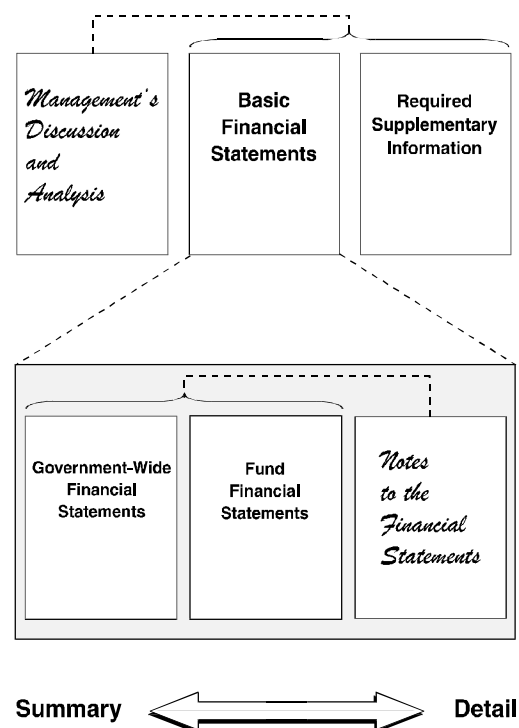 Management's
Discussion
and
Analysis
Basic
Financial
Statements
Required
Supplementary
Information
Government-Wide
Financial
Statements
Fund
Financial
Statements
Notes
to the
Financial
Statements
Summary
Detail